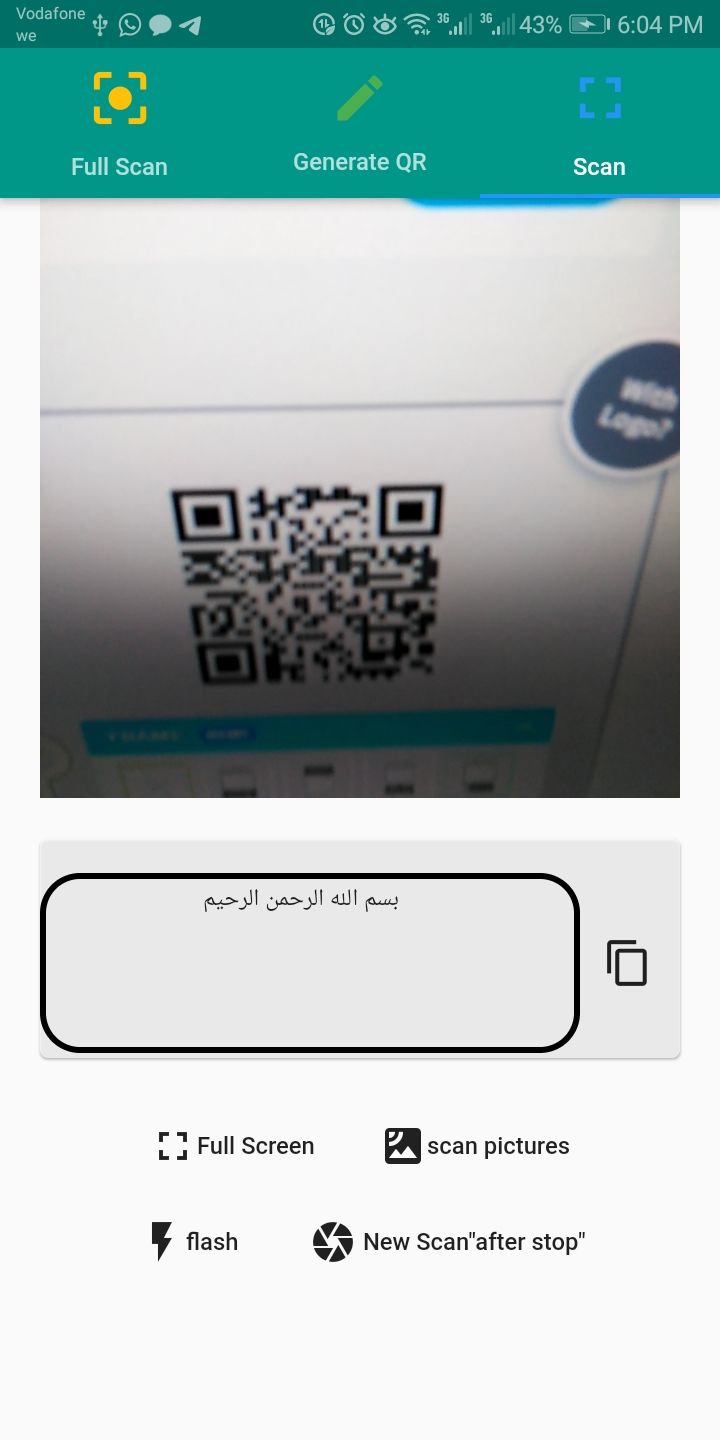 Vodafone
we
43% 6:04 PM
3G 3G
Full Scan
Generate QR
Scan
With
Logo?
FRAME
بسم الله الرحمن الرحيم
Full Screen
scan pictures
flash
New Scan"after stop"